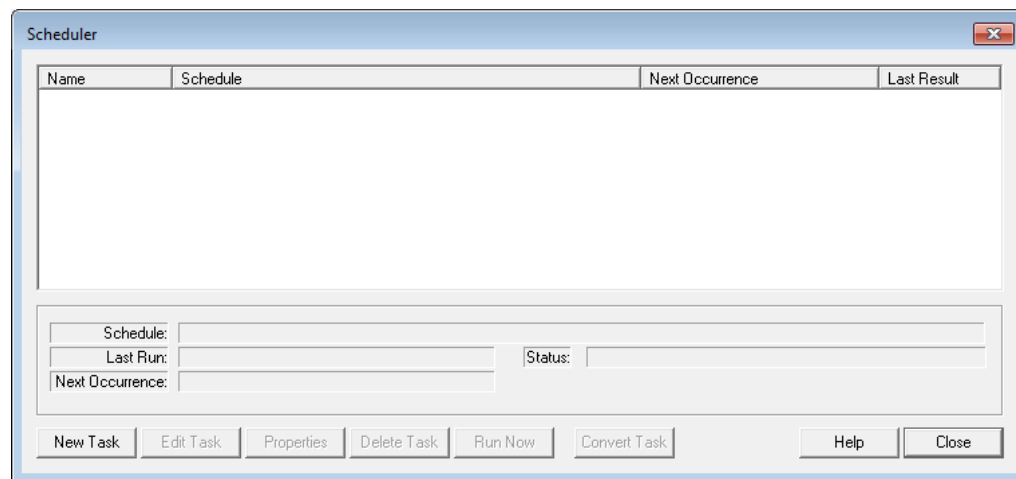 Scheduler
Name Schedule Next Occurrence Last Result
Schedule:
Last Run: Status:
Next Occurrence:
New Task Edit Task Properties Delete Task Run Now Convert Task Help Close